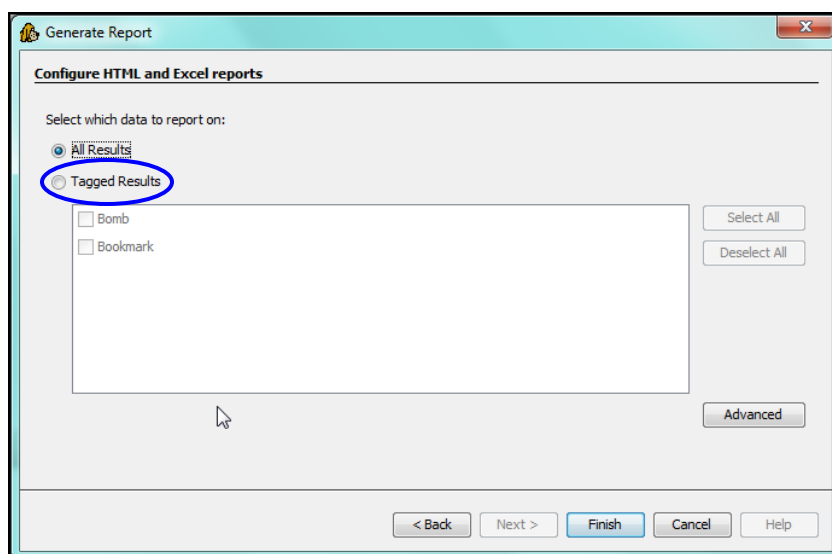 Generate Report
x
Configure HTML and Excel reports
Select which data to report on:
All Results
Tagged Results
Bomb
Bookmark
Select All
Deselect All
Advanced
< Back
Next >
Finish
Cancel
Help